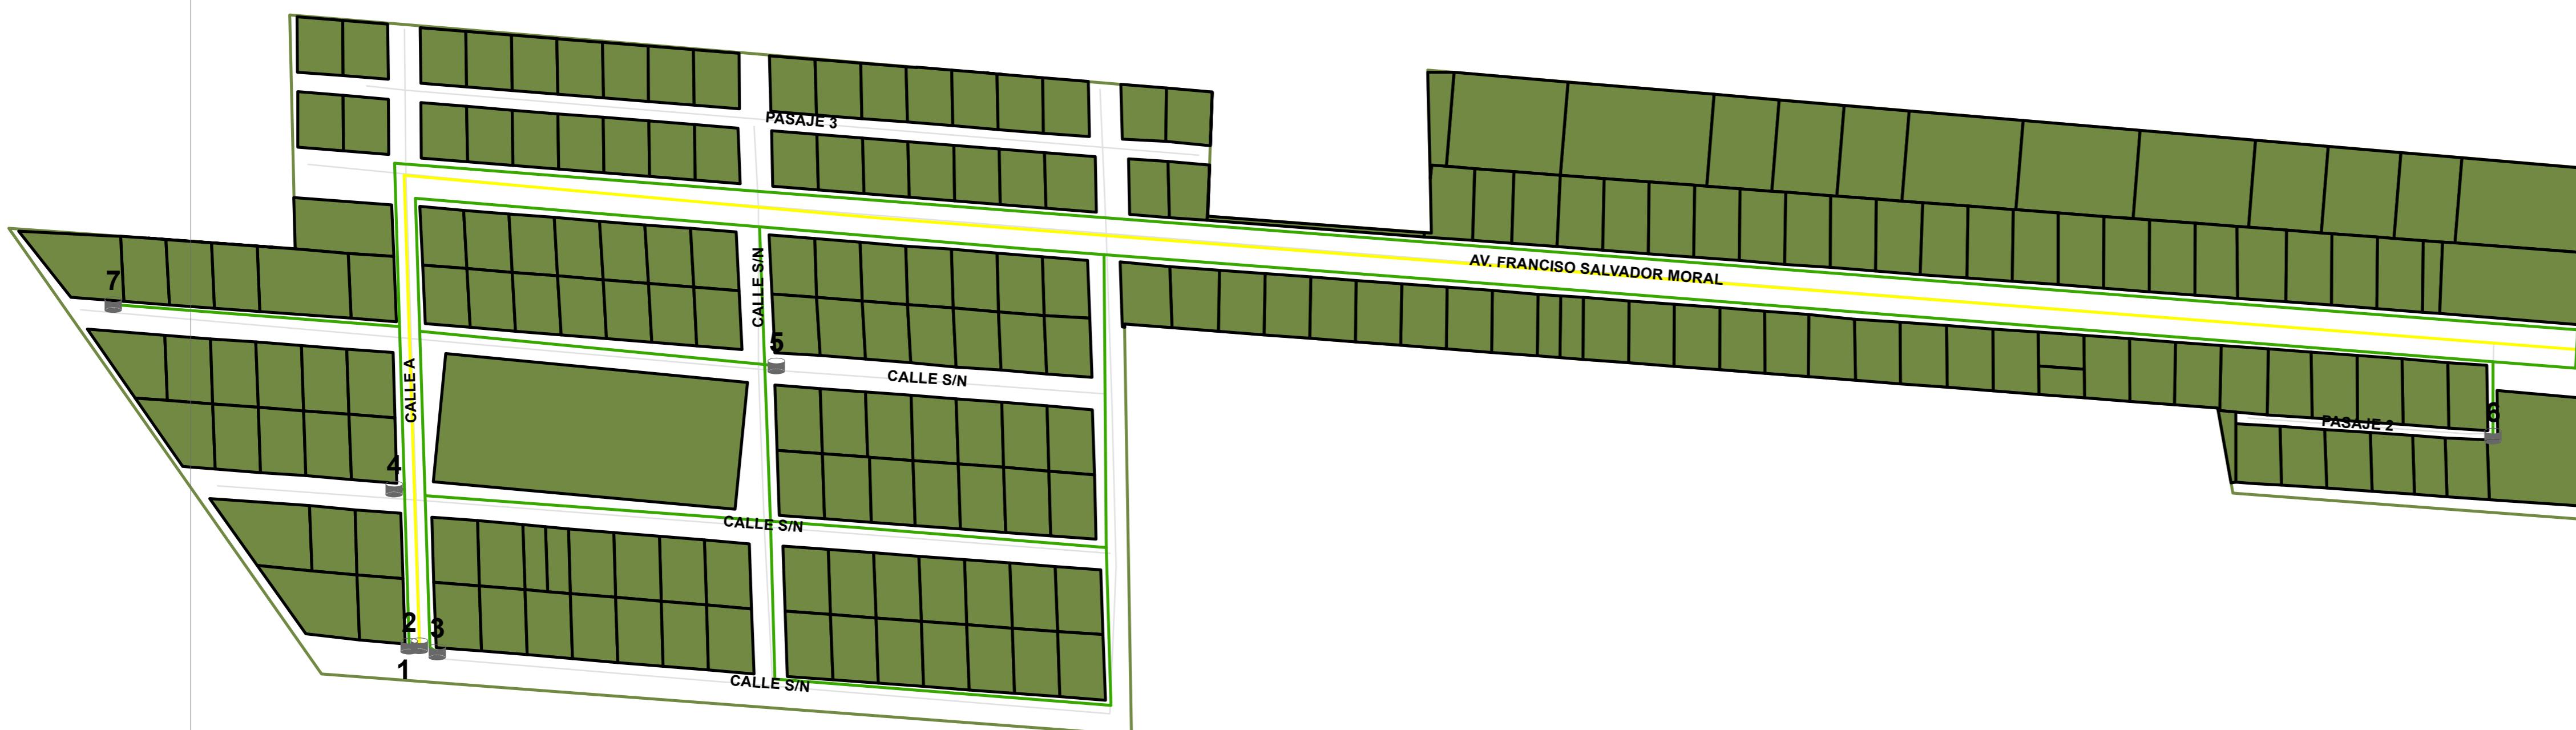 PASAJE 3
AV. FRANCISO SALVADOR MORAL
7
CALLE S/N
5
CALLE A
CALLE S/N
6
PASAJE 2
4
CALLE S/N
2
3
1
CALLE S/N